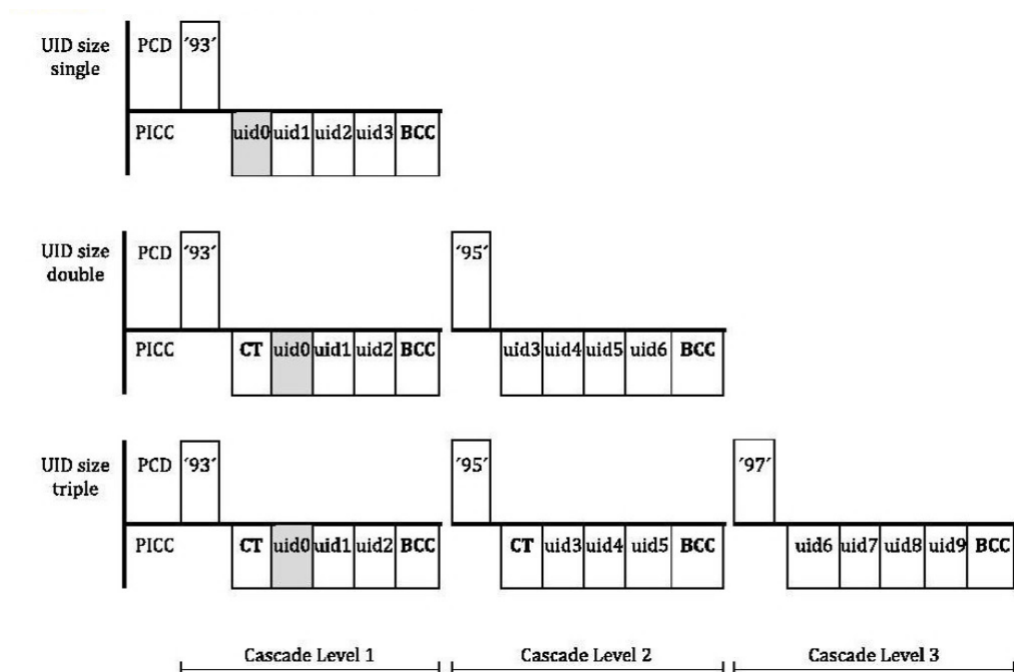 UID size single PCD ´93´
PICC uid0 uid1 uid2 uid3 BCC
UID size double PCD ´93´ ´95´
PICC CT uid0 uid1 uid2 BCC uid3 uid4 uid5 uid6 BCC
UID size triple PCD ´93´ ´95´ ´97´
PICC CT uid0 uid1 uid2 BCC CT uid3 uid4 uid5 BCC uid6 uid7 uid8 uid9 BCC
Cascade Level 1 Cascade Level 2 Cascade Level 3